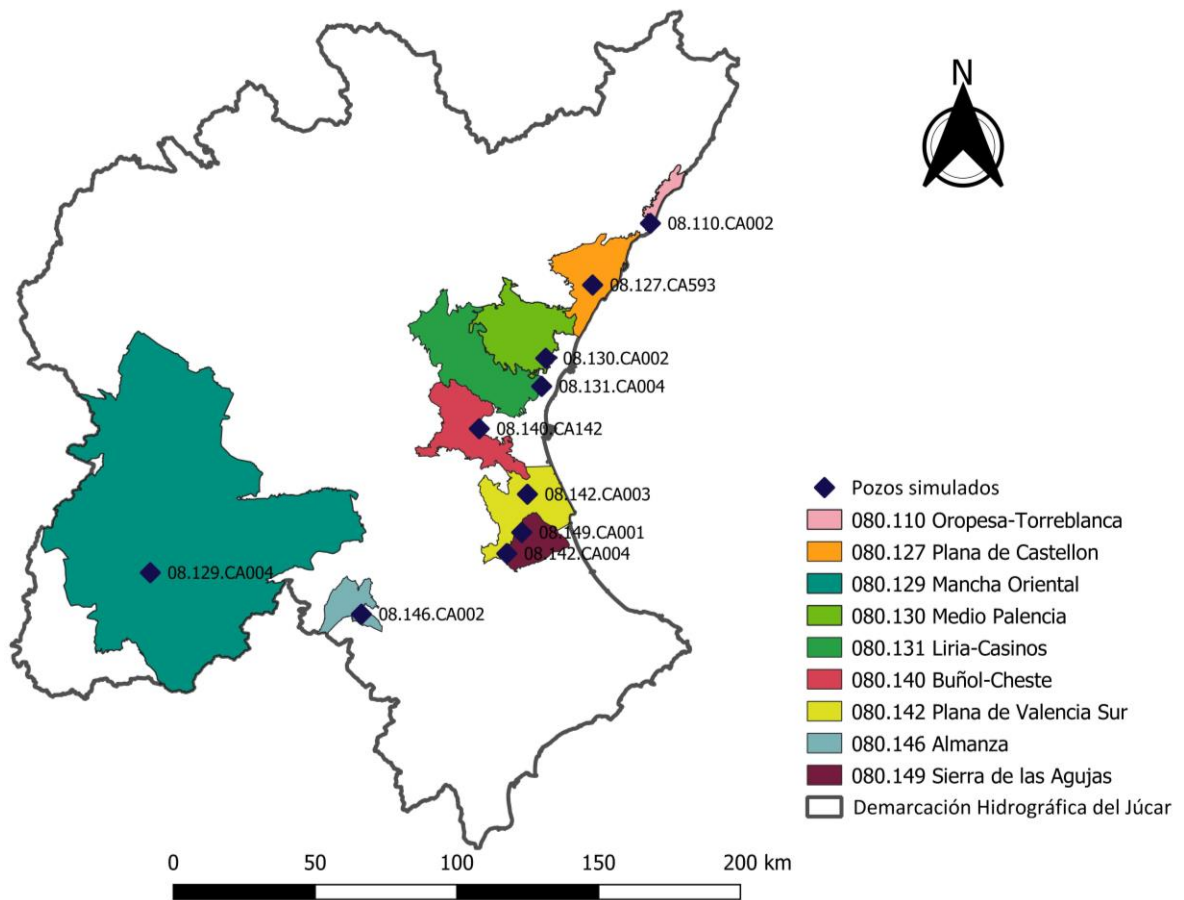 N
08.110.CA002
08.127.CA593
08.130.CA002
08.131.CA004
08.140.CA142
08.142.CA003
08.149.CA001
08.142.CA004
08.129.CA004
08.146.CA002
Pozos simulados
080.110 Oropesa-Torreblanca
080.127 Plana de Castellon
080.129 Mancha Oriental
080.130 Medio Palencia
080.131 Liria-Casinos
080.140 Buñol-Cheste
080.142 Plana de Valencia Sur
080.146 Almanza
080.149 Sierra de las Agujas
Demarcación Hidrográfica del Júcar
0 50 100 150 200 km